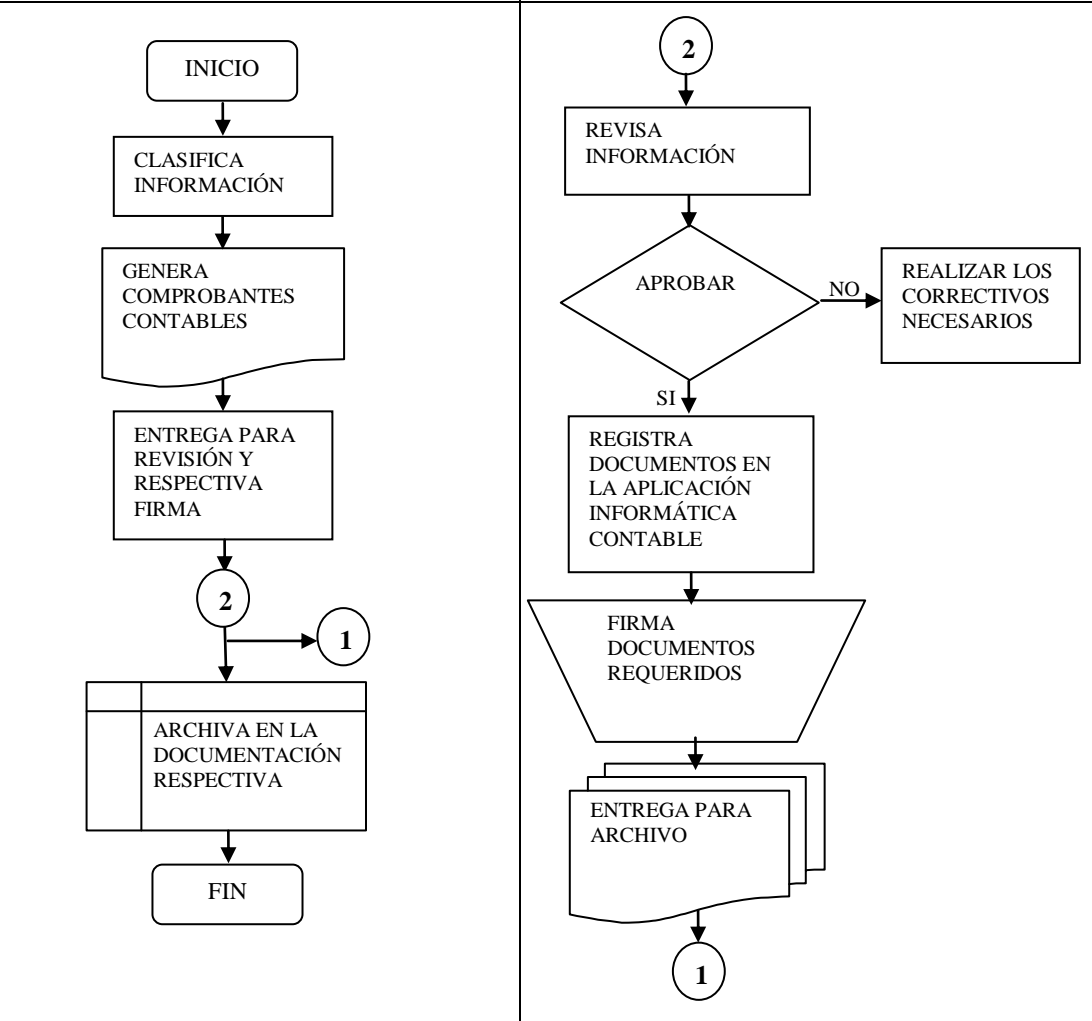 INICIO
CLASIFICA
INFORMACIÓN
GENERA
COMPROBANTES
CONTABLES
ENTREGA PARA
REVISIÓN Y
RESPECTIVA
FIRMA
2
1
ARCHIVA EN LA
DOCUMENTACIÓN
RESPECTIVA
FIN
2
REVISA
INFORMACIÓN
APROBAR
NO
REALIZAR LOS
CORRECTIVOS
NECESARIOS
SI
REGISTRA
DOCUMENTOS EN
LA APLICACIÓN
INFORMÁTICA
CONTABLE
FIRMA
DOCUMENTOS
REQUERIDOS
ENTREGA PARA
ARCHIVO
1